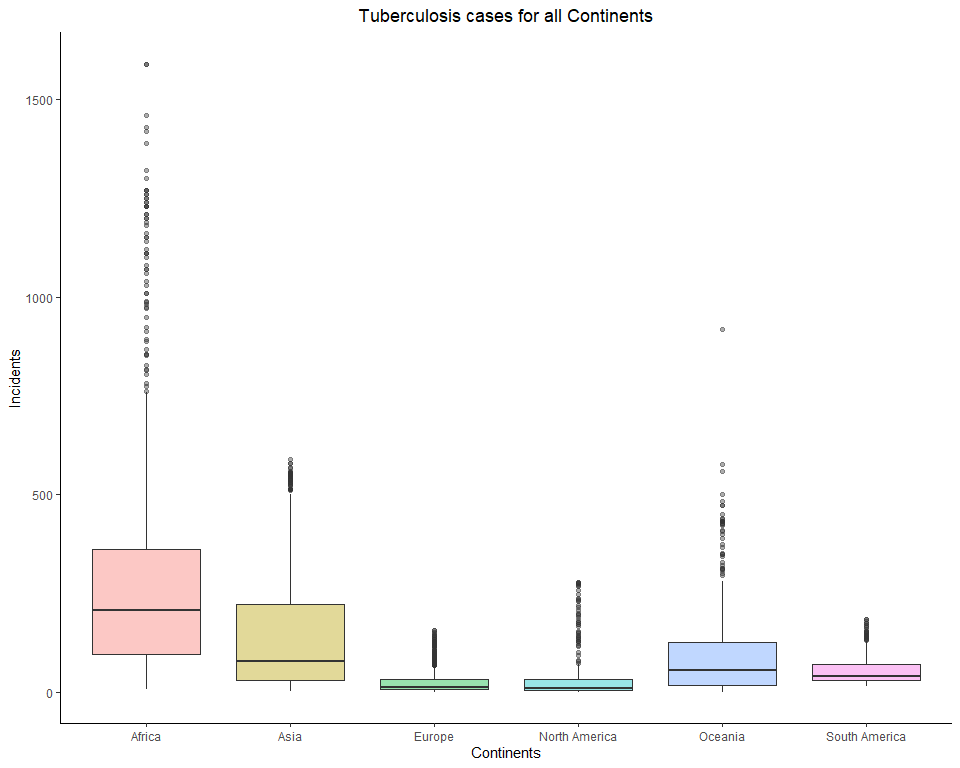 Tuberculosis cases for all Continents
1500
1000
500
0
Incidents
Africa
Asia
Europe
North America
Oceania
South America
Continents